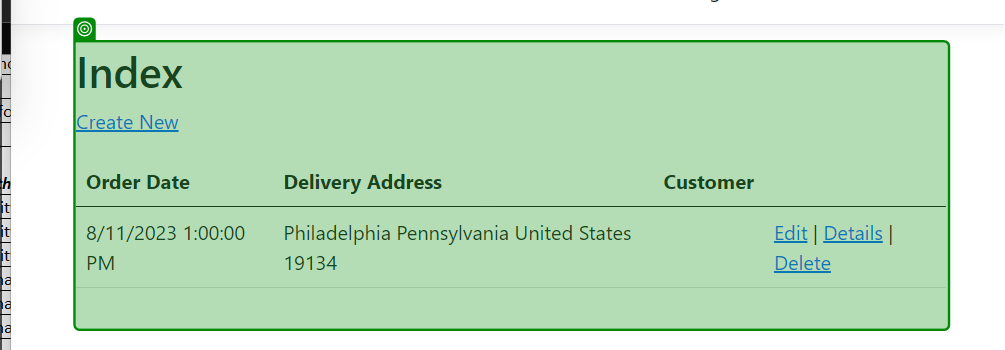 Index
Create New
Order Date Delivery Address Customer
8/11/2023 1:00:00 PM Philadelphia Pennsylvania United States 19134 Edit | Details | Delete